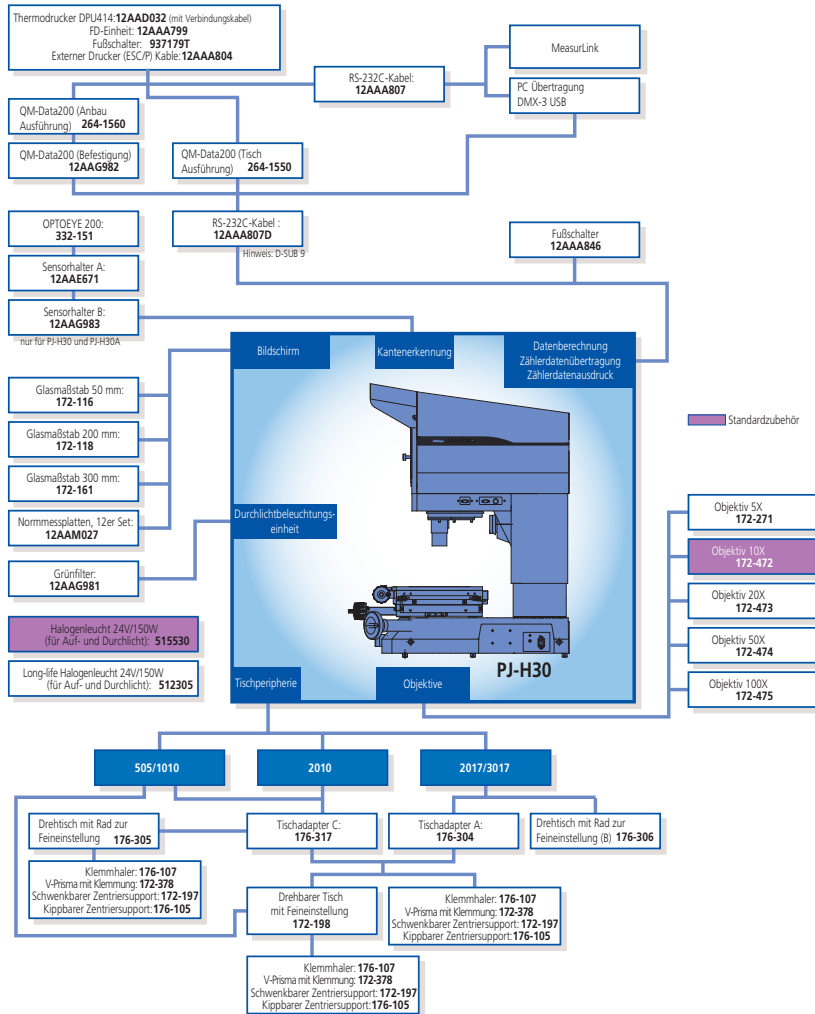 Thermodrucker DPU414:12AAD032 (mit Verbindungskabel)
FD-Einheit: 12AAA799
Fußschalter: 937179T
Externer Drucker (ESC/P) Kable:12AAA804
MeasurLink
RS-232C-Kabel:
12AAA807
PC Übertragung
DMX-3 USB
QM-Data200 (Anbau
Ausführung) 264-1560
QM-Data200 (Befestigung)
12AAG982
QM-Data200 (Tisch
Ausführung) 264-1550
OPTOEYE 200:
332-151
RS-232C-Kabel :
12AAA807D
Hinweis: D-SUB 9
Fußschalter
12AAA846
Sensorhalter A:
12AAE671
Sensorhalter B:
12AAG983
nur für PJ-H30 und PJ-H30A
Bildschirm
Kantenerkennung
Datenberechnung
Zählerdatenübertragung
Zählerdatenausdruck
Glasmaßstab 50 mm:
172-116
Glasmaßstab 200 mm:
172-118
Glasmaßstab 300 mm:
172-161
Normmessplatten, 12er Set:
12AAM027
Grünfilter:
12AAG981
Halogenleucht 24V/150W
(für Auf- und Durchlicht): 515530
Long-life Halogenleucht 24V/150W
(für Auf- und Durchlicht): 512305
Durchlichtbeleuchtungs-
einheit
Standardzubehör
Objektiv 5X
172-271
Objektiv 10X
172-472
Objektiv 20X
172-473
Objektiv 50X
172-474
Objektiv 100X
172-475
PJ-H30
Tischperipherie
Objektive
505/1010
2010
2017/3017
Drehtisch mit Rad zur
Feineinstellung 176-305
Tischadapter C:
176-317
Tischadapter A:
176-304
Drehtisch mit Rad zur
Feineinstellung (B) 176-306
Klemmhaler: 176-107
V-Prisma mit Klemmung: 172-378
Schwenkbarer Zentriersupport: 172-197
Kippbarer Zentriersupport: 176-105
Drehbarer Tisch
mit Feineinstellung
172-198
Klemmhaler: 176-107
V-Prisma mit Klemmung: 172-378
Schwenkbarer Zentriersupport: 172-197
Kippbarer Zentriersupport: 176-105
Klemmhaler: 176-107
V-Prisma mit Klemmung: 172-378
Schwenkbarer Zentriersupport: 172-197
Kippbarer Zentriersupport: 176-105